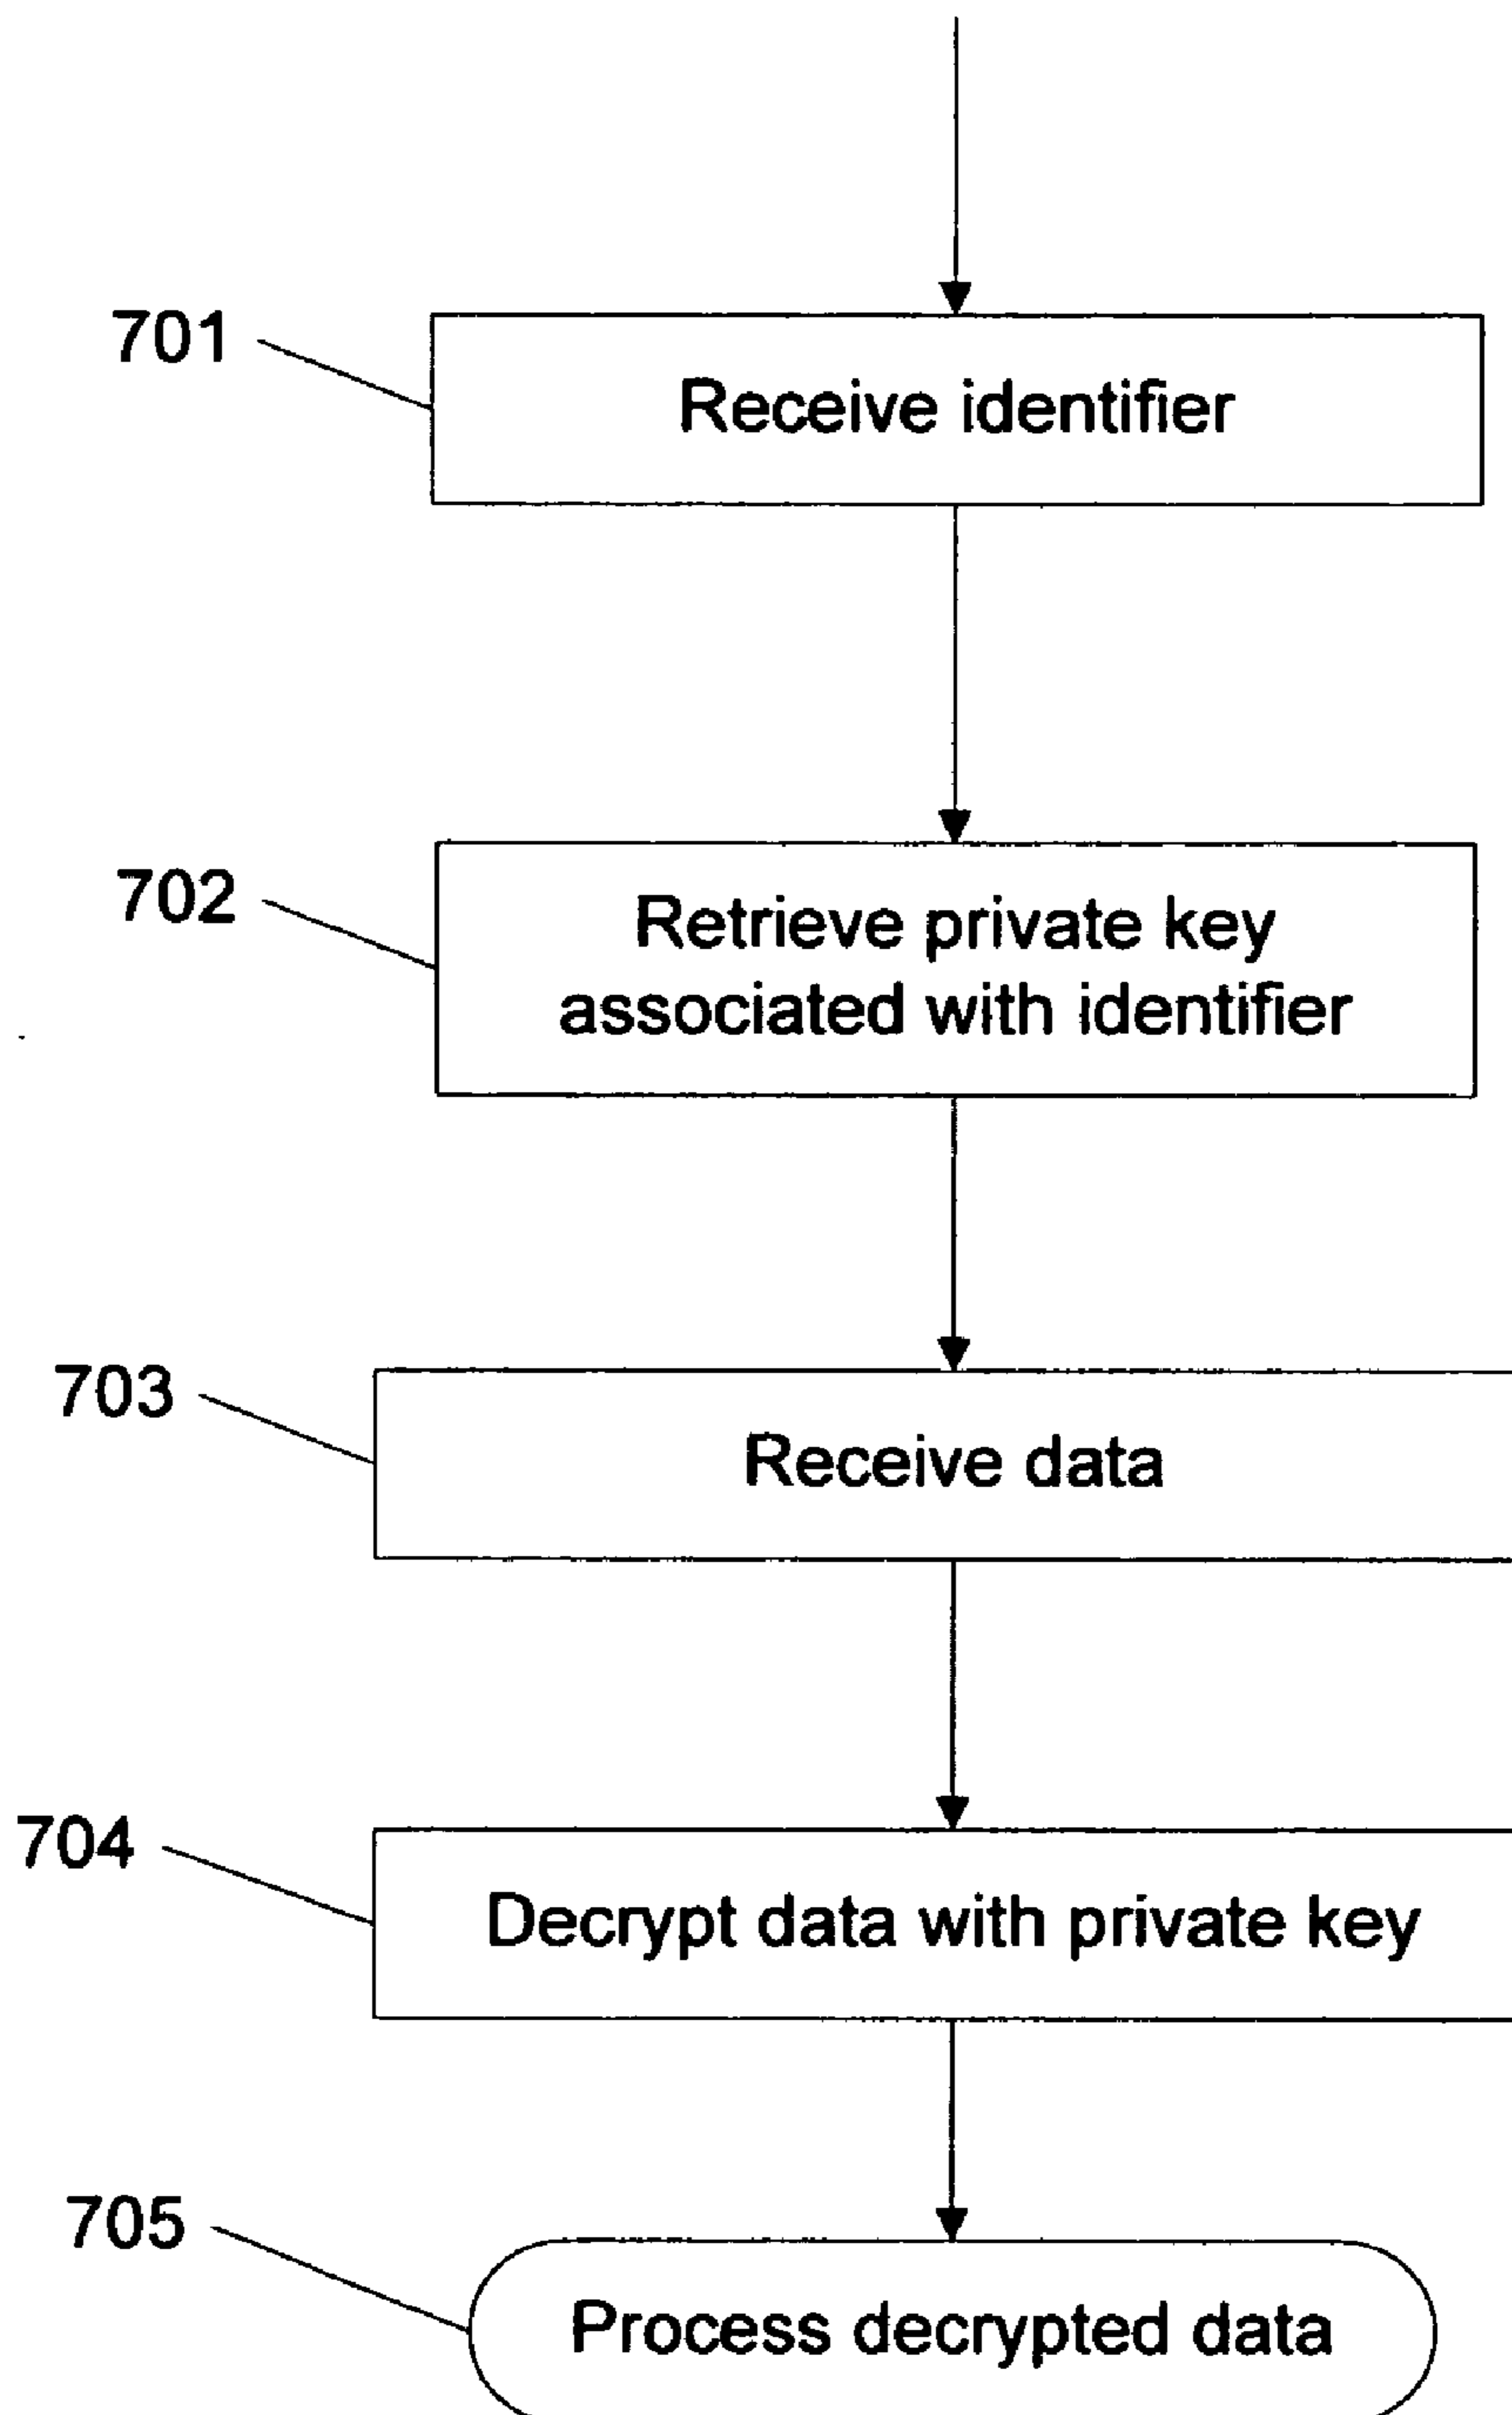 701
Receive identifier
702
Retrieve private key
associated with identifier
703
Receive data
704
Decrypt data with private key
705
Process decrypted data